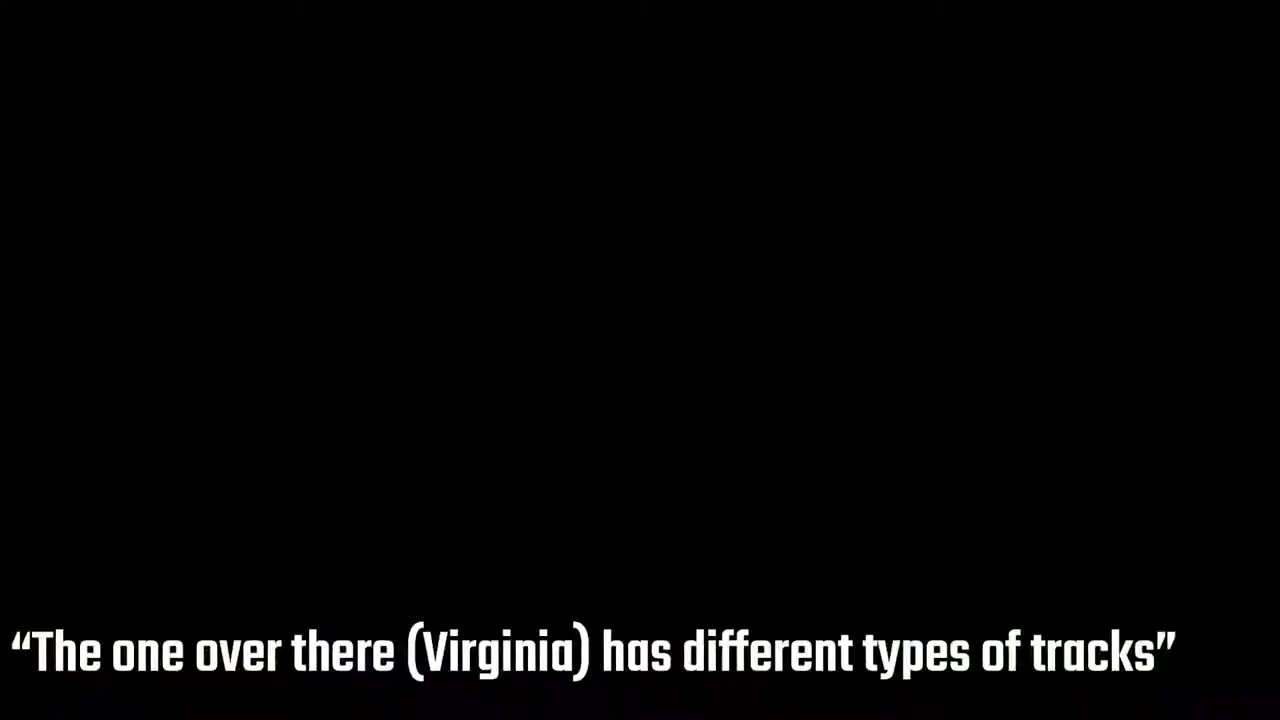 “The one over there (Virginia) has different types of tracks”